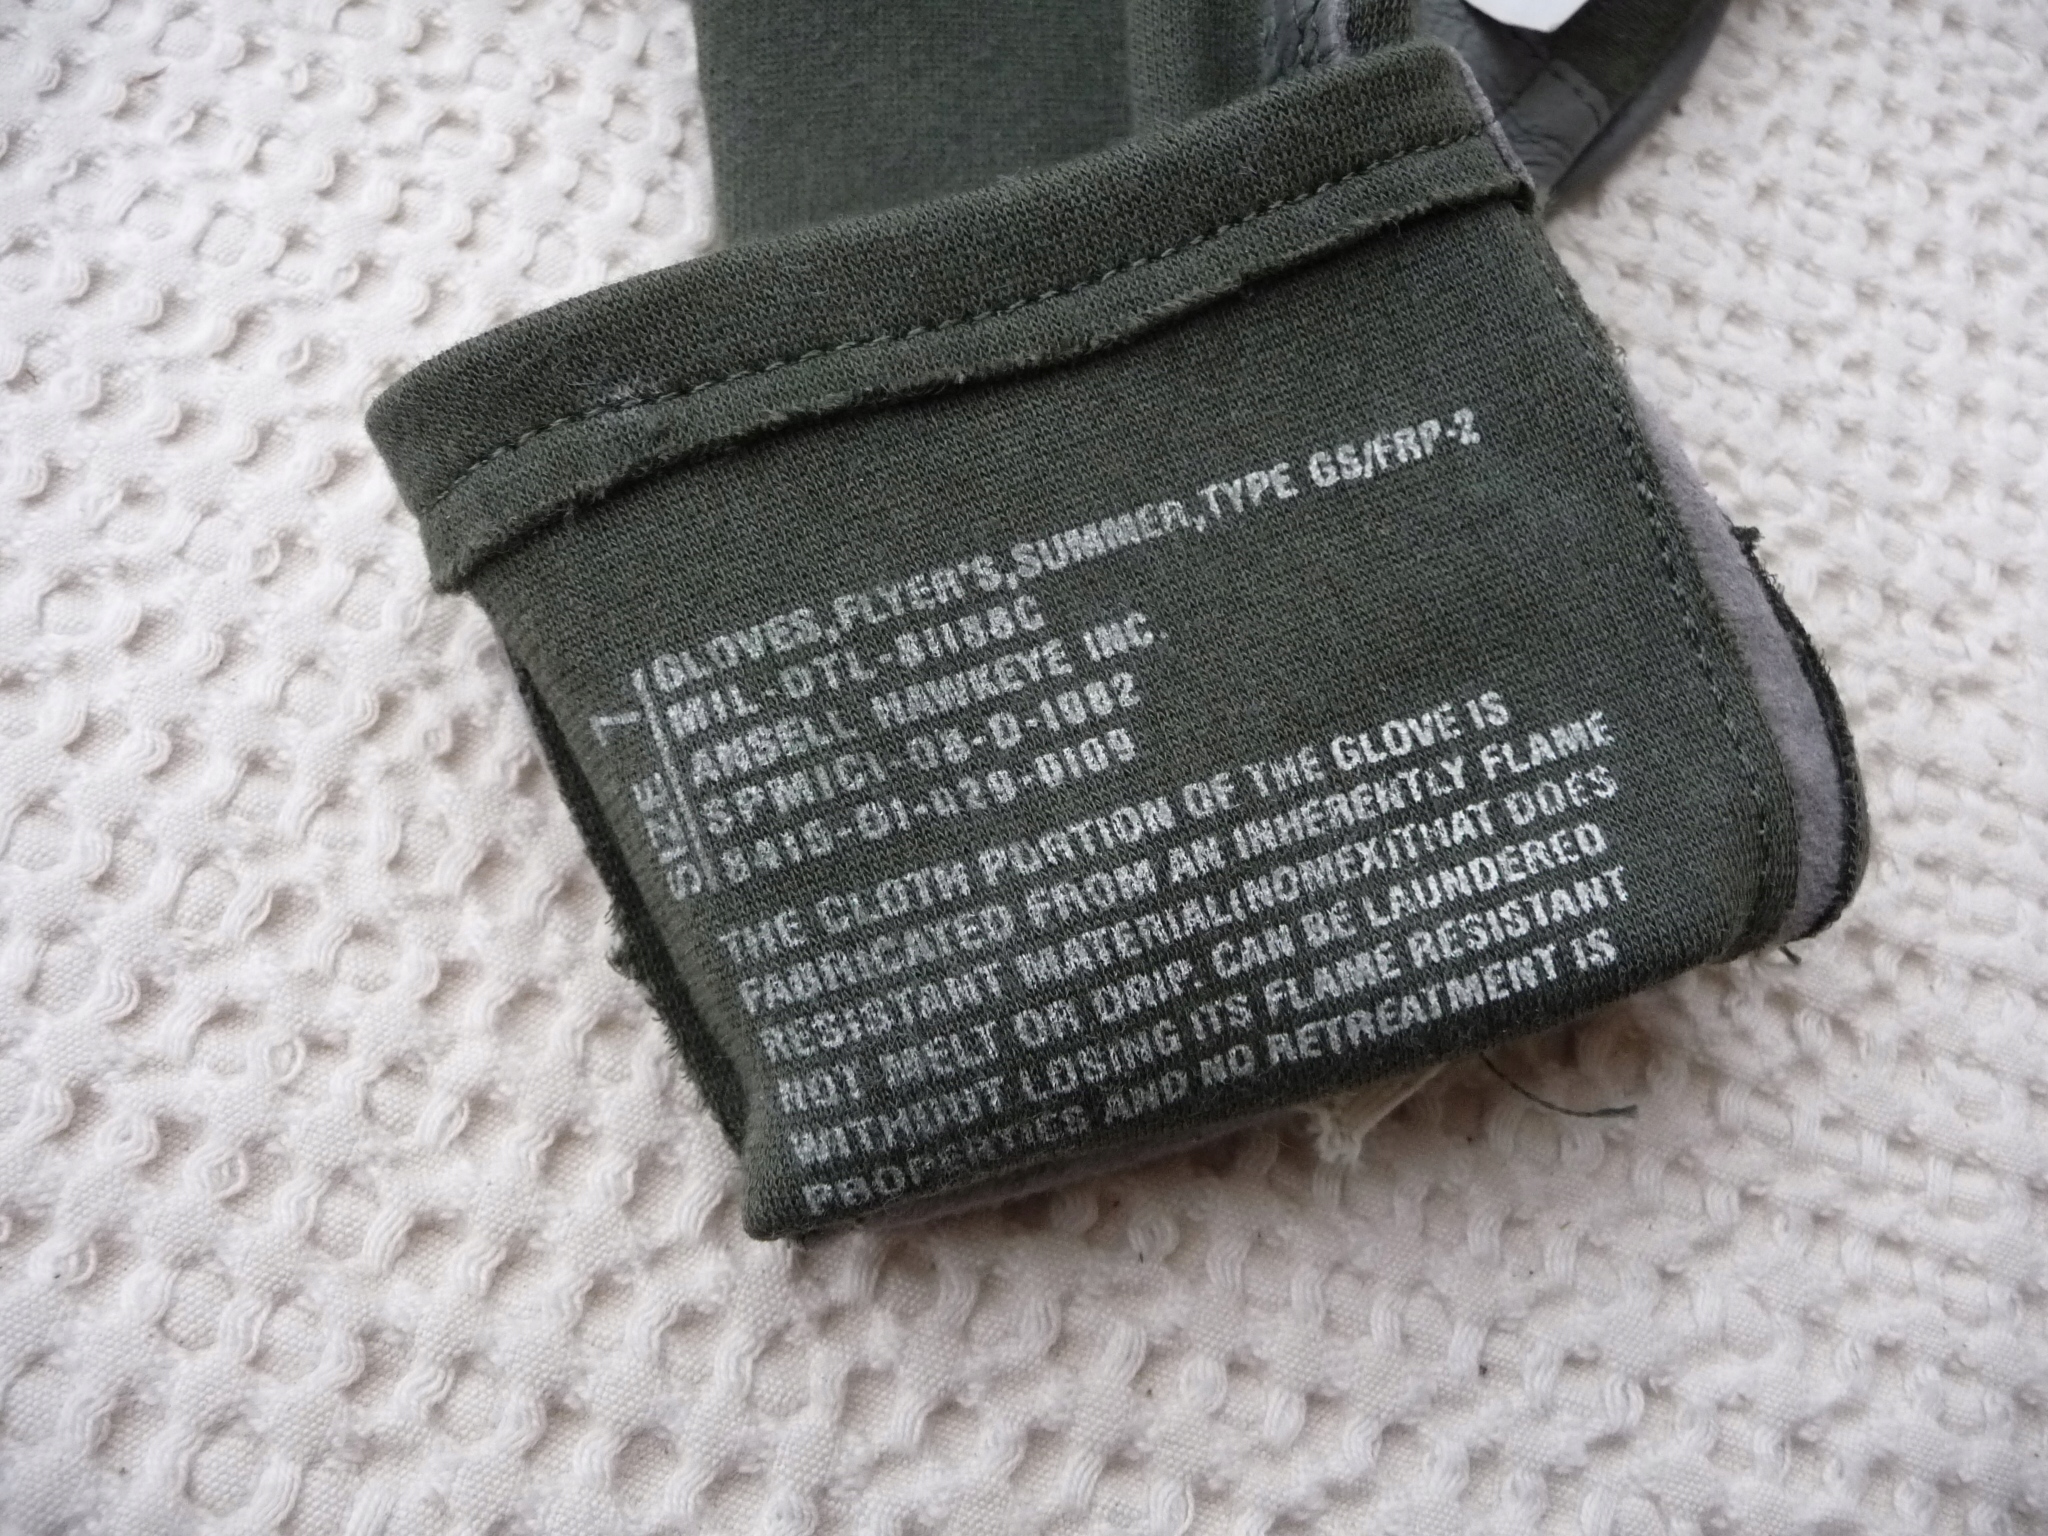 SIZE 7
GLOVES,FLYER'S,SUMMER,TYPE GS/FRP-2
MIL-DTL-81188C
ANSELL HAWKEYE INC.
SPM1C1-08-D-1082
8415-01-029-0109
THE CLOTH PORTION OF THE GLOVE IS
FABRICATED FROM AN INHERENTLY FLAME
RESISTANT MATERIAL(NOMEX)THAT DOES
NOT MELT OR DRIP. CAN BE LAUNDERED
WITHOUT LOSING ITS FLAME RESISTANT
PROPERTIES AND NO RETREATMENT IS